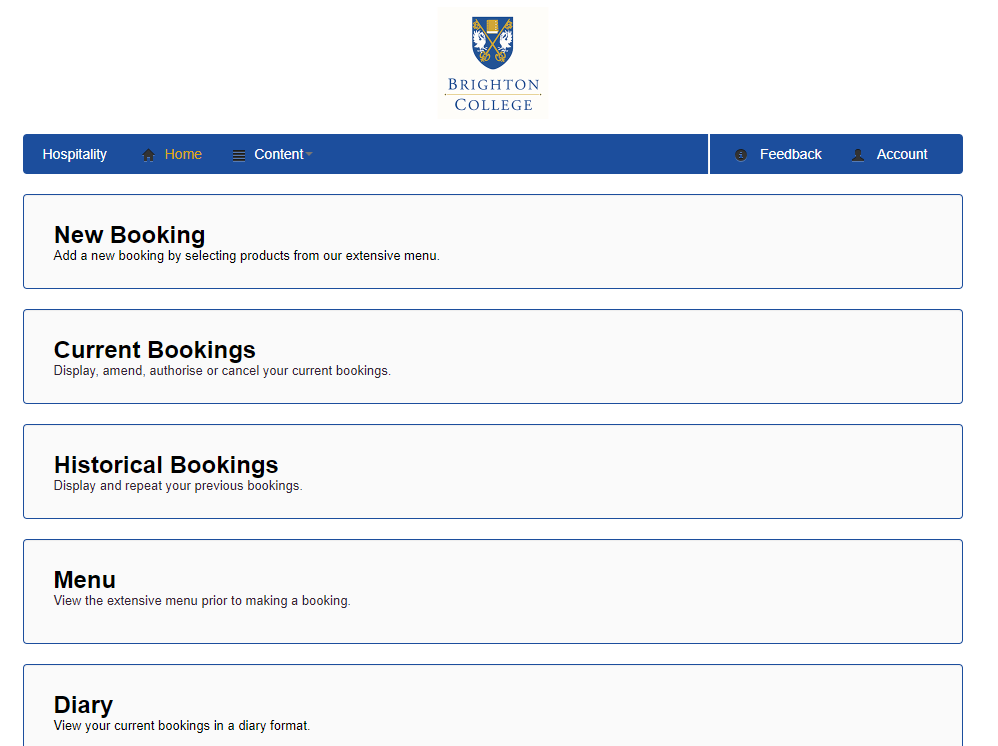 BRIGHTON
COLLEGE
Hospitality Home Content Feedback Account
New Booking
Add a new booking by selecting products from our extensive menu.
Current Bookings
Display, amend, authorise or cancel your current bookings.
Historical Bookings
Display and repeat your previous bookings.
Menu
View the extensive menu prior to making a booking.
Diary
View your current bookings in a diary format.